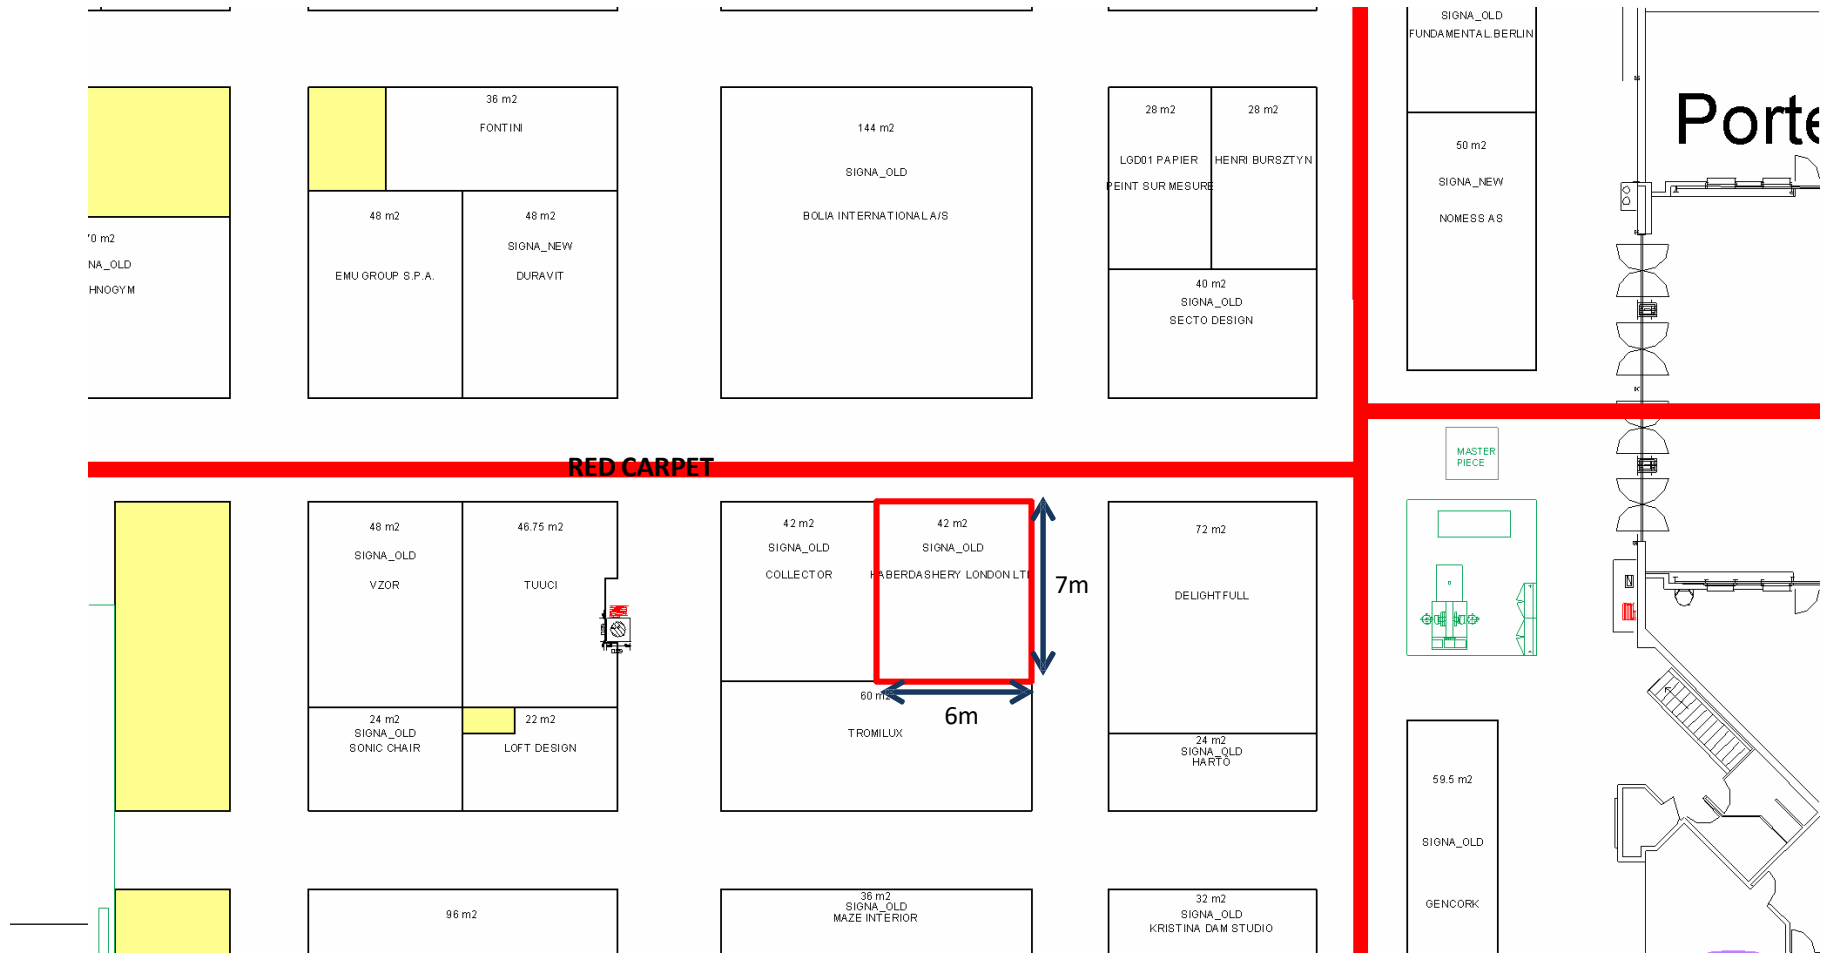 SIGNA_OLD
FUNDAMENTAL.BERLIN
36 m2
FONTINI
144 m2
SIGNA_OLD
BOLIA INTERNATIONAL A/S
28 m2
LGD01 PAPIER
PEINT SUR MESURE
28 m2
HENRI BURSZTYN
50 m2
SIGNA_NEW
NOMESS AS
Porte
'0 m2
NA_OLD
HNOGYM
48 m2
EMU GROUP S.P.A.
48 m2
SIGNA_NEW
DURAVIT
40 m2
SIGNA_OLD
SECTO DESIGN
RED CARPET
MASTER
PIECE
48 m2
SIGNA_OLD
VZOR
46.75 m2
TUUCI
42 m2
SIGNA_OLD
COLLECTOR
42 m2
SIGNA_OLD
HABERDASHERY LONDON LT
7m
72 m2
DELIGHTFULL
60 m2
6m
TROMILUX
24 m2
SIGNA_OLD
SONIC CHAIR
22 m2
LOFT DESIGN
24 m2
SIGNA_OLD
HARTÔ
59.5 m2
SIGNA_OLD
GENCORK
96 m2
36 m2
SIGNA_OLD
MAZE INTERIOR
32 m2
SIGNA_OLD
KRISTINA DAM STUDIO